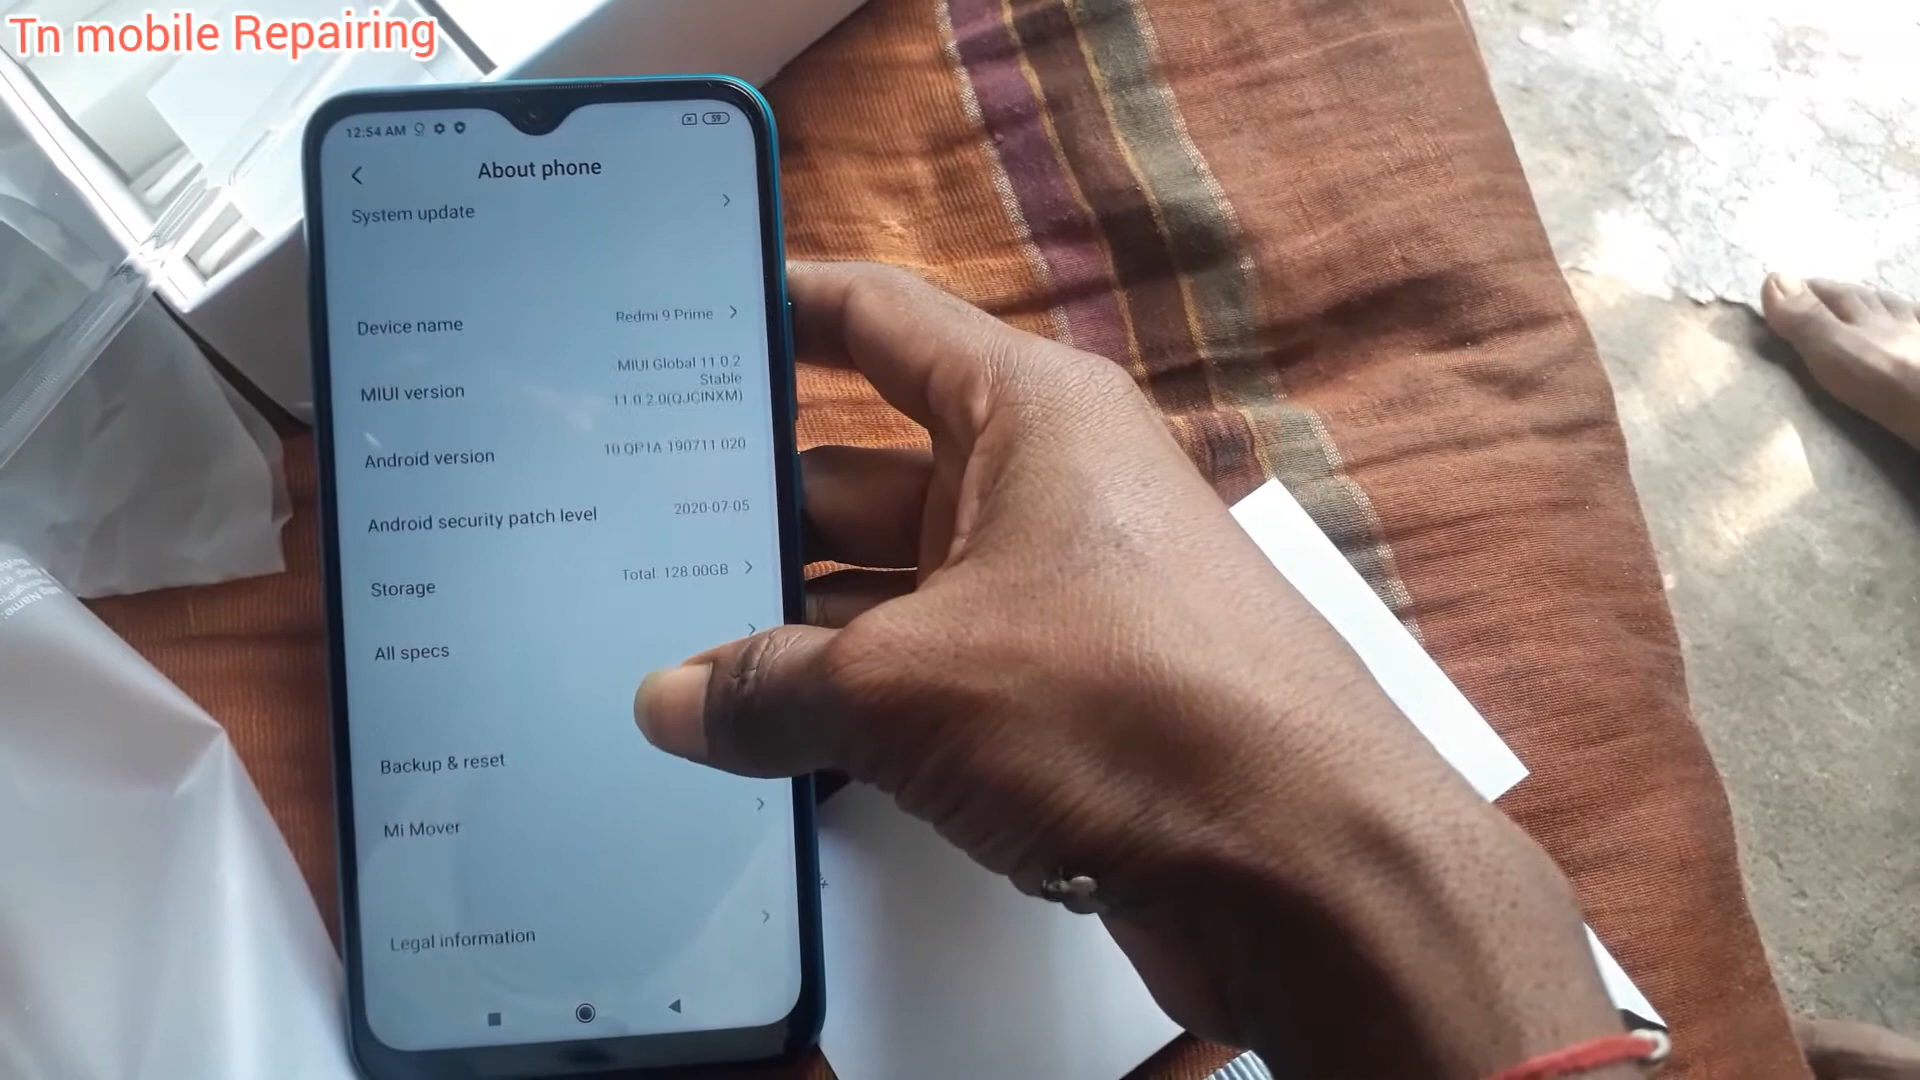 Tn mobile Repairing
12:54 AM
59
About phone
System update
Device name
Redmi 9 Prime
MIUI version
MIUI Global 11.0.2
Stable
11.0.2.0(QJCINXM)
Android version
10 QP1A.190711.020
Android security patch level
2020-07-05
Storage
Total: 128.00GB
All specs
Backup & reset
Mi Mover
Legal information